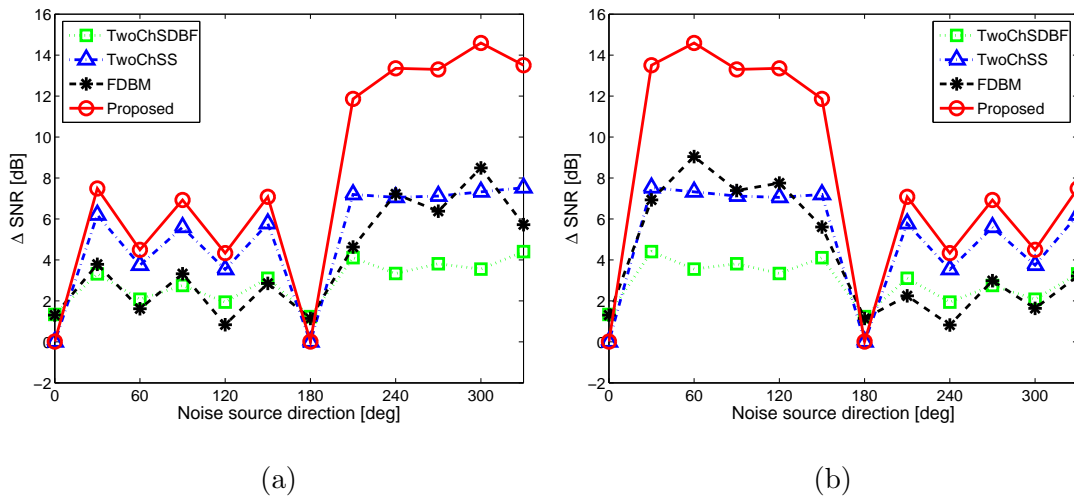 16
14
12
10
8
6
4
2
0
−2
Δ SNR [dB]
TwoChSDBF
TwoChSS
FDBM
Proposed
0 60 120 180 240 300
Noise source direction [deg]
(a)
16
14
12
10
8
6
4
2
0
−2
Δ SNR [dB]
TwoChSDBF
TwoChSS
FDBM
Proposed
0 60 120 180 240 300
Noise source direction [deg]
(b)